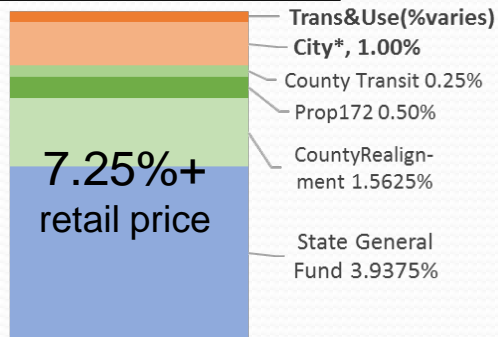 Trans&Use(%varies)
City*, 1.00%
County Transit 0.25%
Prop172 0.50%
CountyRealign-
ment 1.5625%
7.25%+
retail price
State General
Fund 3.9375%